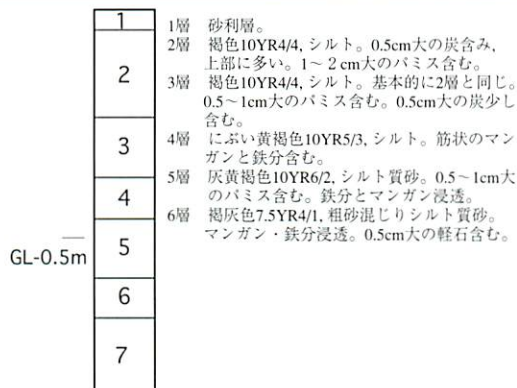 1
2
3
4
5
6
7
GL-0.5m
1層 砂利層。
2層 褐色10YR4/4, シルト。0.5cm大の炭含み,
上部に多い。1～2cm大のパミス含む。
3層 褐色10YR4/4, シルト。基本的に2層と同じ。
0.5～1cm大のパミス含む。0.5cm大の炭少し
含む。
4層 にぶい黄褐色10YR5/3, シルト。筋状のマン
ガンと鉄分含む。
5層 灰黄褐色10YR6/2, シルト質砂。0.5～1cm大
のパミス含む。鉄分とマンガン浸透。
6層 褐灰色7.5YR4/1, 粗砂混じりシルト質砂。
マンガン・鉄分浸透。0.5cm大の軽石含む。